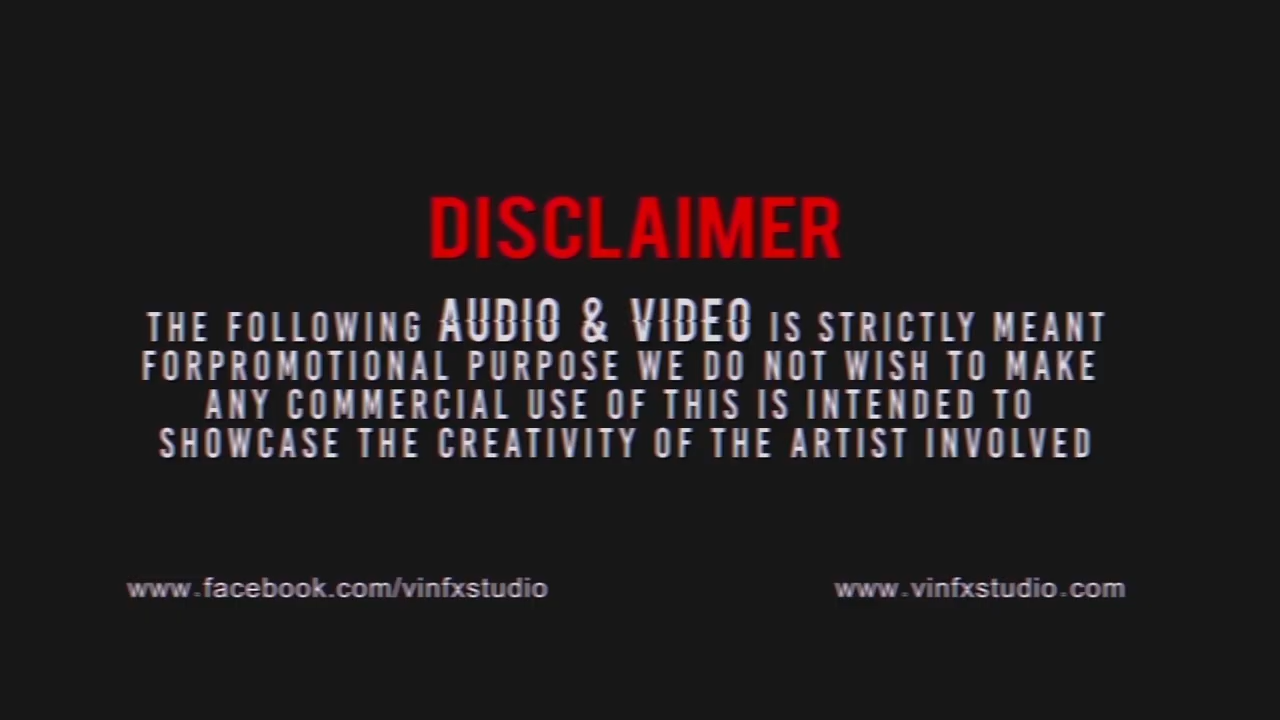 DISCLAIMER
THE FOLLOWING AUDIO & VIDEO IS STRICTLY MEANT
FORPROMOTIONAL PURPOSE WE DO NOT WISH TO MAKE
ANY COMMERCIAL USE OF THIS IS INTENDED TO
SHOWCASE THE CREATIVITY OF THE ARTIST INVOLVED
www.facebook.com/vinfxstudio www.vinfxstudio.com